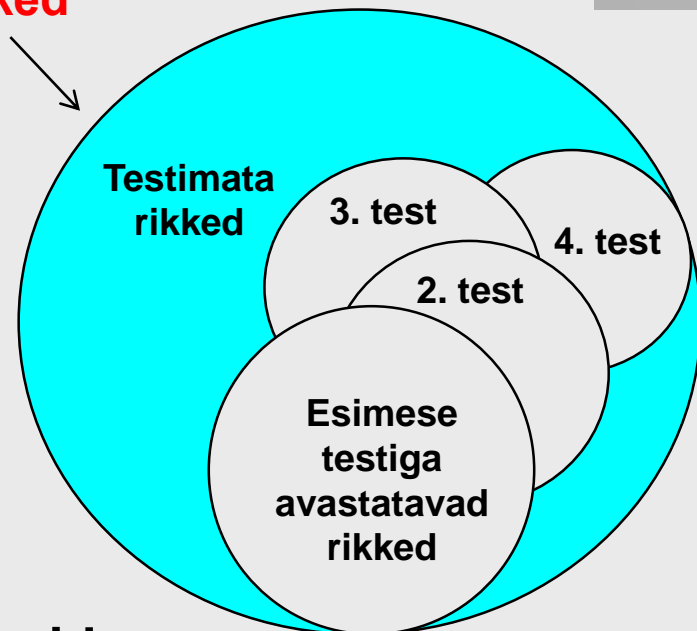 Testimata
rikked
3. test
4. test
2. test
Esimese
testiga
avastatavad
rikked